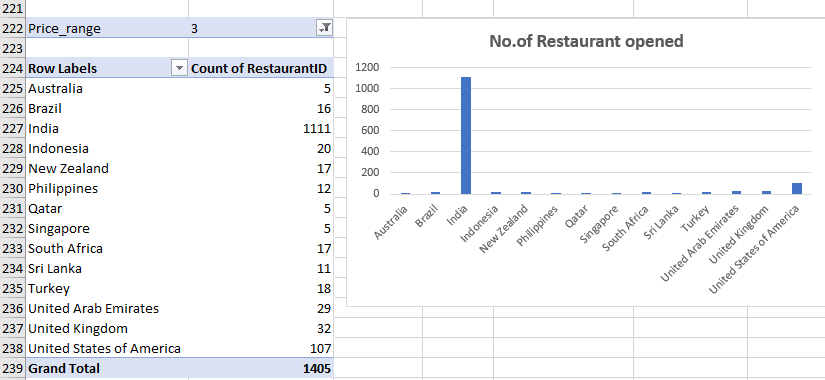 221
222 Price_range 3
223
224 Row Labels Count of RestaurantID
225 Australia 5
226 Brazil 16
227 India 1111
228 Indonesia 20
229 New Zealand 17
230 Philippines 12
231 Qatar 5
232 Singapore 5
233 South Africa 17
234 Sri Lanka 11
235 Turkey 18
236 United Arab Emirates 29
237 United Kingdom 32
238 United States of America 107
239 Grand Total 1405
No.of Restaurant opened
1200
1000
800
600
400
200
0
Australia
Brazil
India
Indonesia
New Zealand
Philippines
Qatar
Singapore
South Africa
Sri Lanka
Turkey
United Arab Emirates
United Kingdom
United States of America